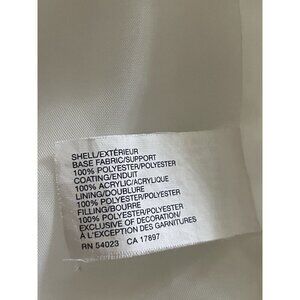 SHELL/EXTÉRIEUR
BASE FABRIC/SUPPORT
100% POLYESTER/POLYESTER
COATING/ENDUIT
100% ACRYLIC/ACRYLIC
LINING/DOUBLURE
100% POLYESTER/POLYESTER
FILLING/BOURRE
100% POLYESTER/POLYESTER
EXCLUSIVE OF DECORATION/
À L'EXCEPTION DES GARNITURES
RN 54023 CA 17897